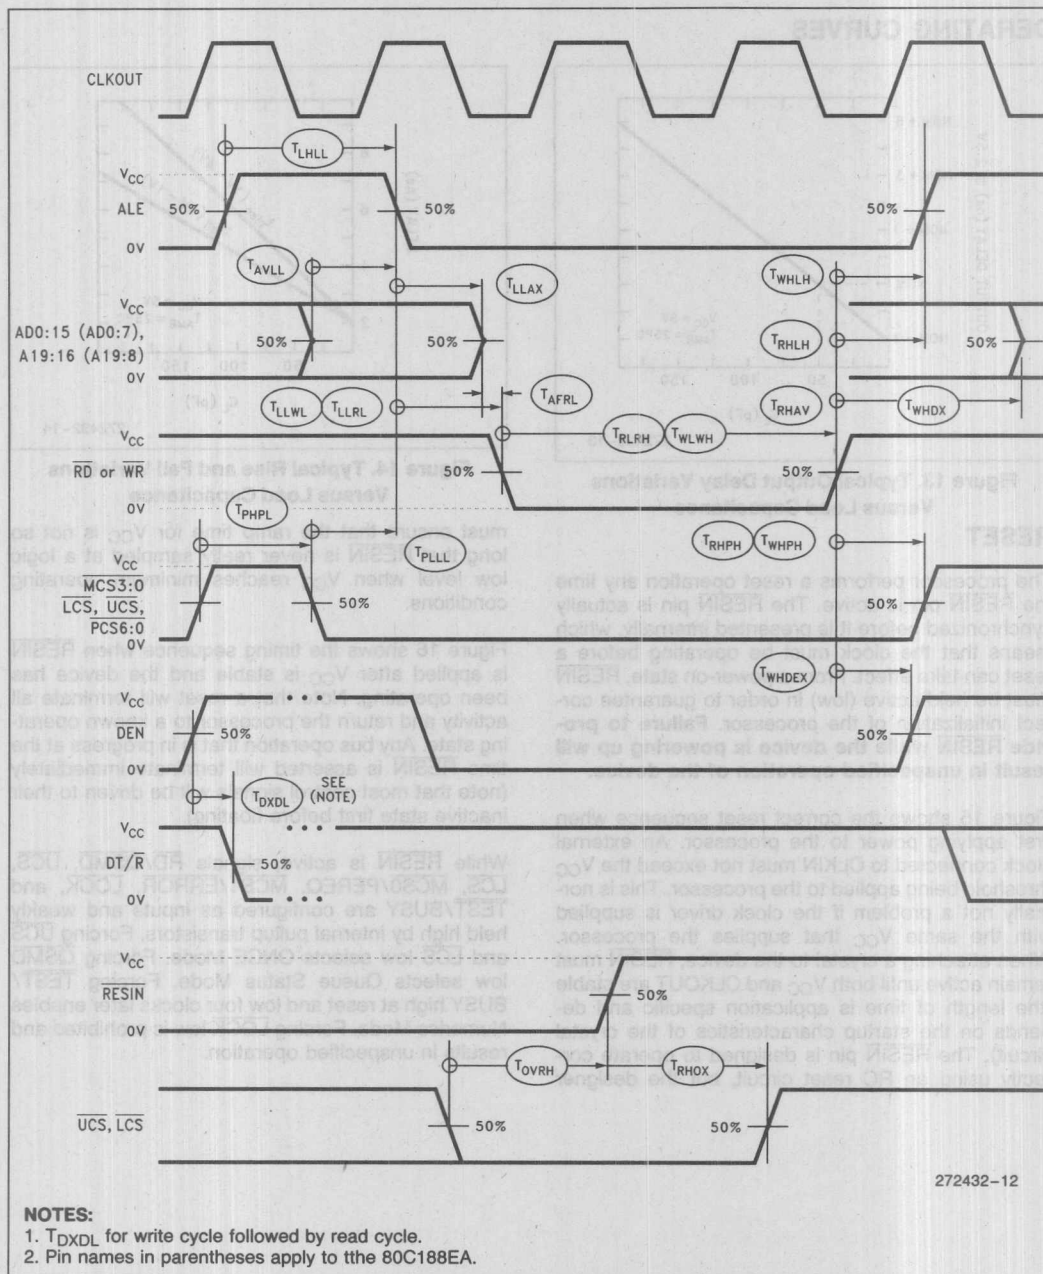 CLKOUT
TLHLL
VCC
ALE
50%
50%
50%
0V
TAVLL
TLLAX
TWHLH
VCC
AD0:15 (AD0:7),
A19:16 (A19:8)
50%
50%
TRHLH
50%
0V
TLLWL
TLLRL
TAFRL
TRHAV
TWHDX
VCC
TRLRH
TWLWH
RD or WR
50%
50%
0V
TPHPL
TPLLL
TRHPH
TWHPH
VCC
MCS3:0
LCS, UCS,
PCS6:0
50%
50%
50%
0V
TWHDEX
VCC
DEN
50%
50%
0V
TDXDL
SEE
(NOTE)
VCC
DT/R
50%
0V
VCC
RESIN
50%
0V
TOVRH
TRHOX
UCS, LCS
50%
50%
272432-12
NOTES:
1. TDXDL for write cycle followed by read cycle.
2. Pin names in parentheses apply to tthe 80C188EA.